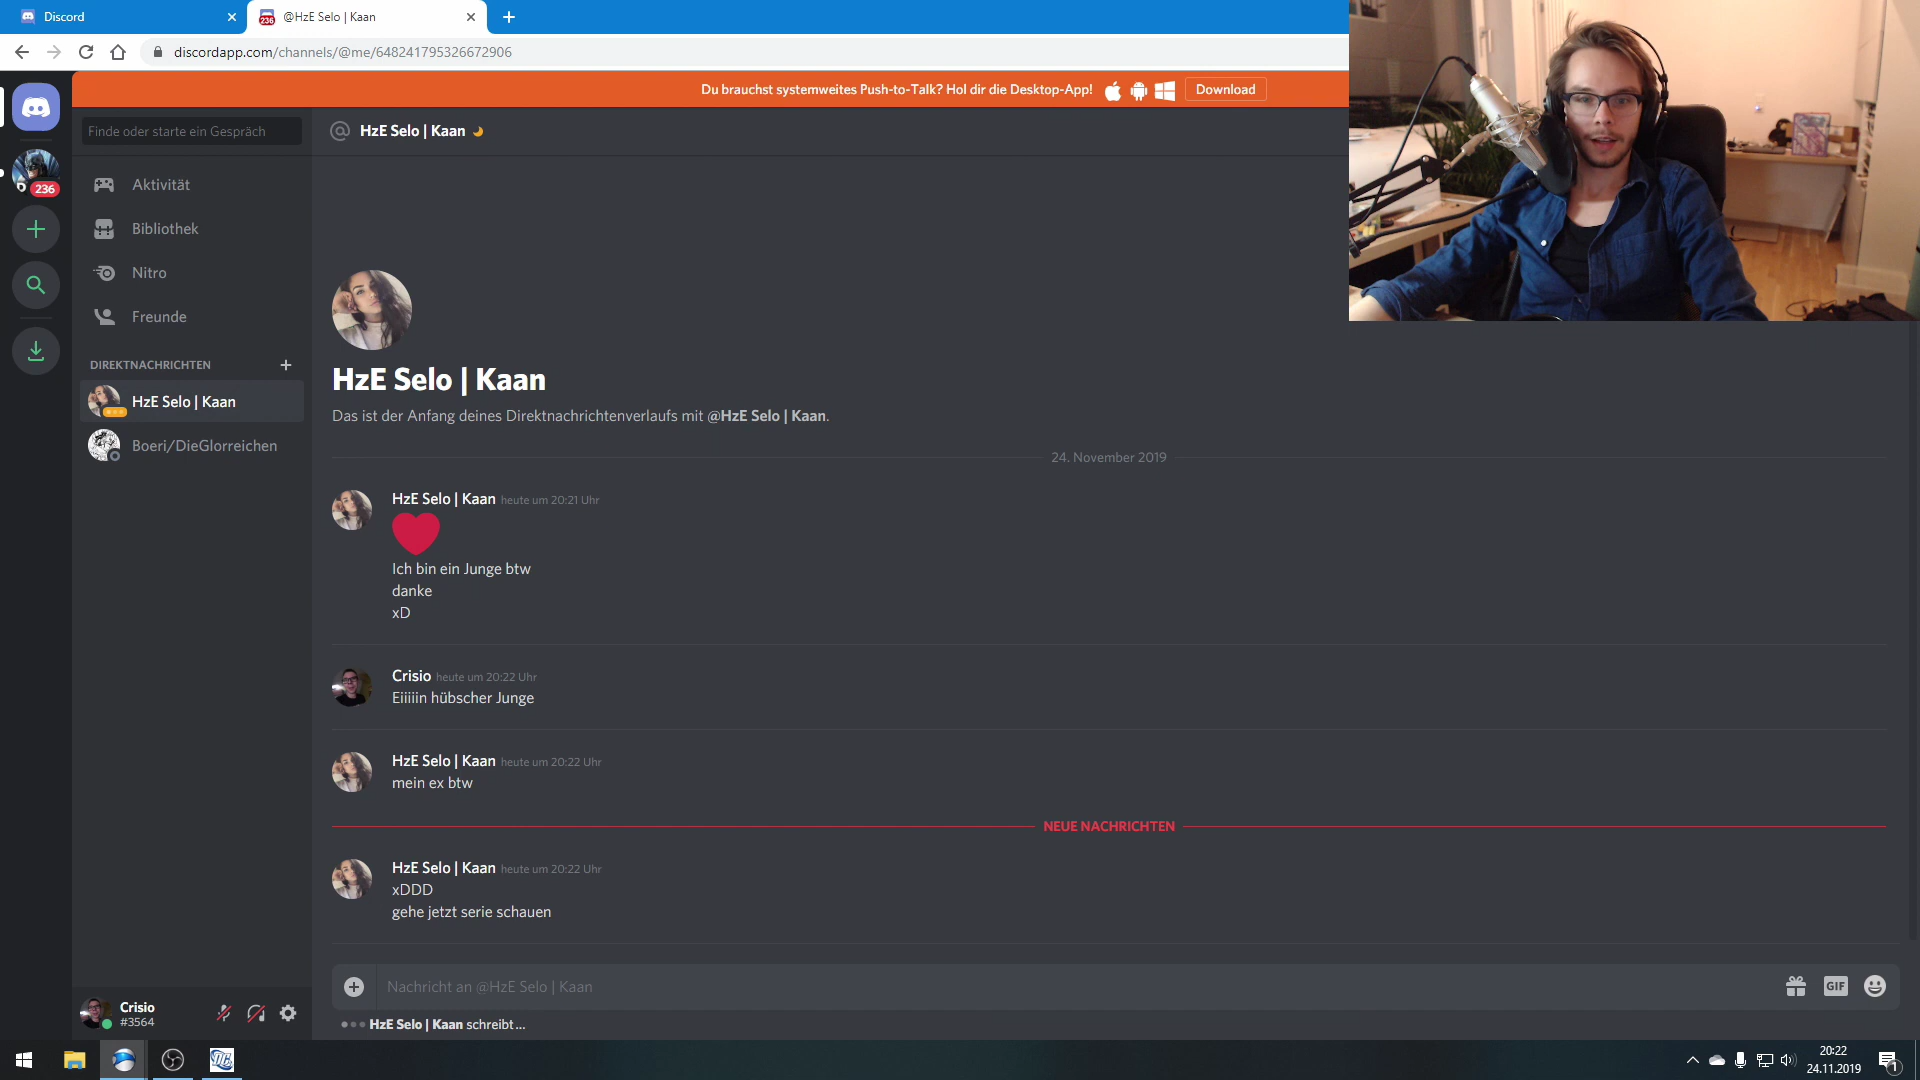 Discord
236
@HzE Selo | Kaan
discordapp.com/channels/@me/648241795326672906
Du brauchst systemweites Push-to-Talk? Hol dir die Desktop-App!
Download
Finde oder starte ein Gespräch
@ HzE Selo | Kaan
236
Aktivität
Bibliothek
Nitro
Freunde
DIREKTNACHRICHTEN
HzE Selo | Kaan
Boeri/DieGlorreichen
HzE Selo | Kaan
Das ist der Anfang deines Direktnachrichtenverlaufs mit @HzE Selo | Kaan.
24. November 2019
HzE Selo | Kaan heute um 20:21 Uhr
Ich bin ein Junge btw
danke
xD
Crisio heute um 20:22 Uhr
Eiiiiin hübscher Junge
HzE Selo | Kaan heute um 20:22 Uhr
mein ex btw
NEUE NACHRICHTEN
HzE Selo | Kaan heute um 20:22 Uhr
xDDD
gehe jetzt serie schauen
Nachricht an @HzE Selo | Kaan
GIF
HzE Selo | Kaan schreibt...
Crisio
#3564
DC
20:22
24.11.2019
1